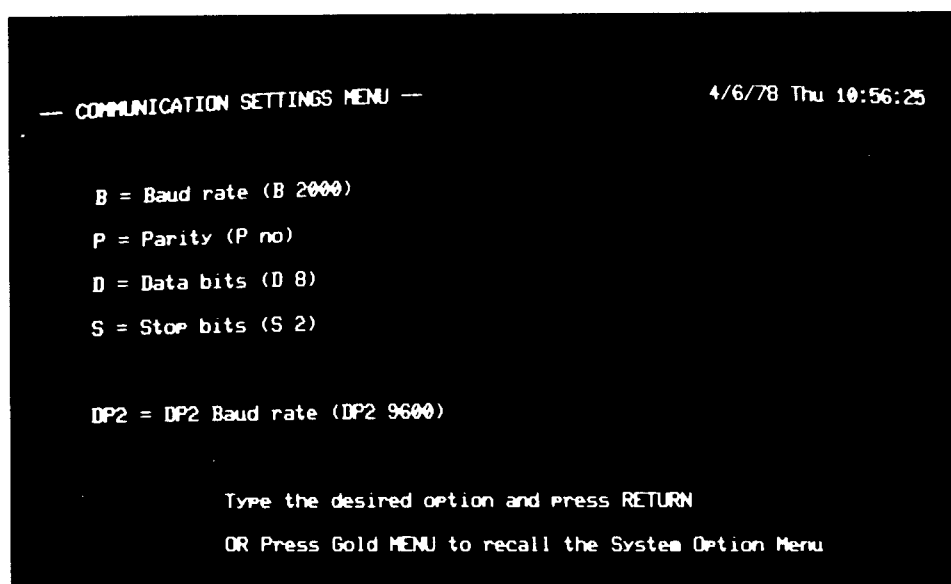 — COMMUNICATION SETTINGS MENU — 4/6/78 Thu 10:56:25
B = Baud rate (B 2000)
P = Parity (P no)
D = Data bits (D 8)
S = Stop bits (S 2)
DP2 = DP2 Baud rate (DP2 9600)
Type the desired option and press RETURN
OR Press Gold MENU to recall the System Option Menu